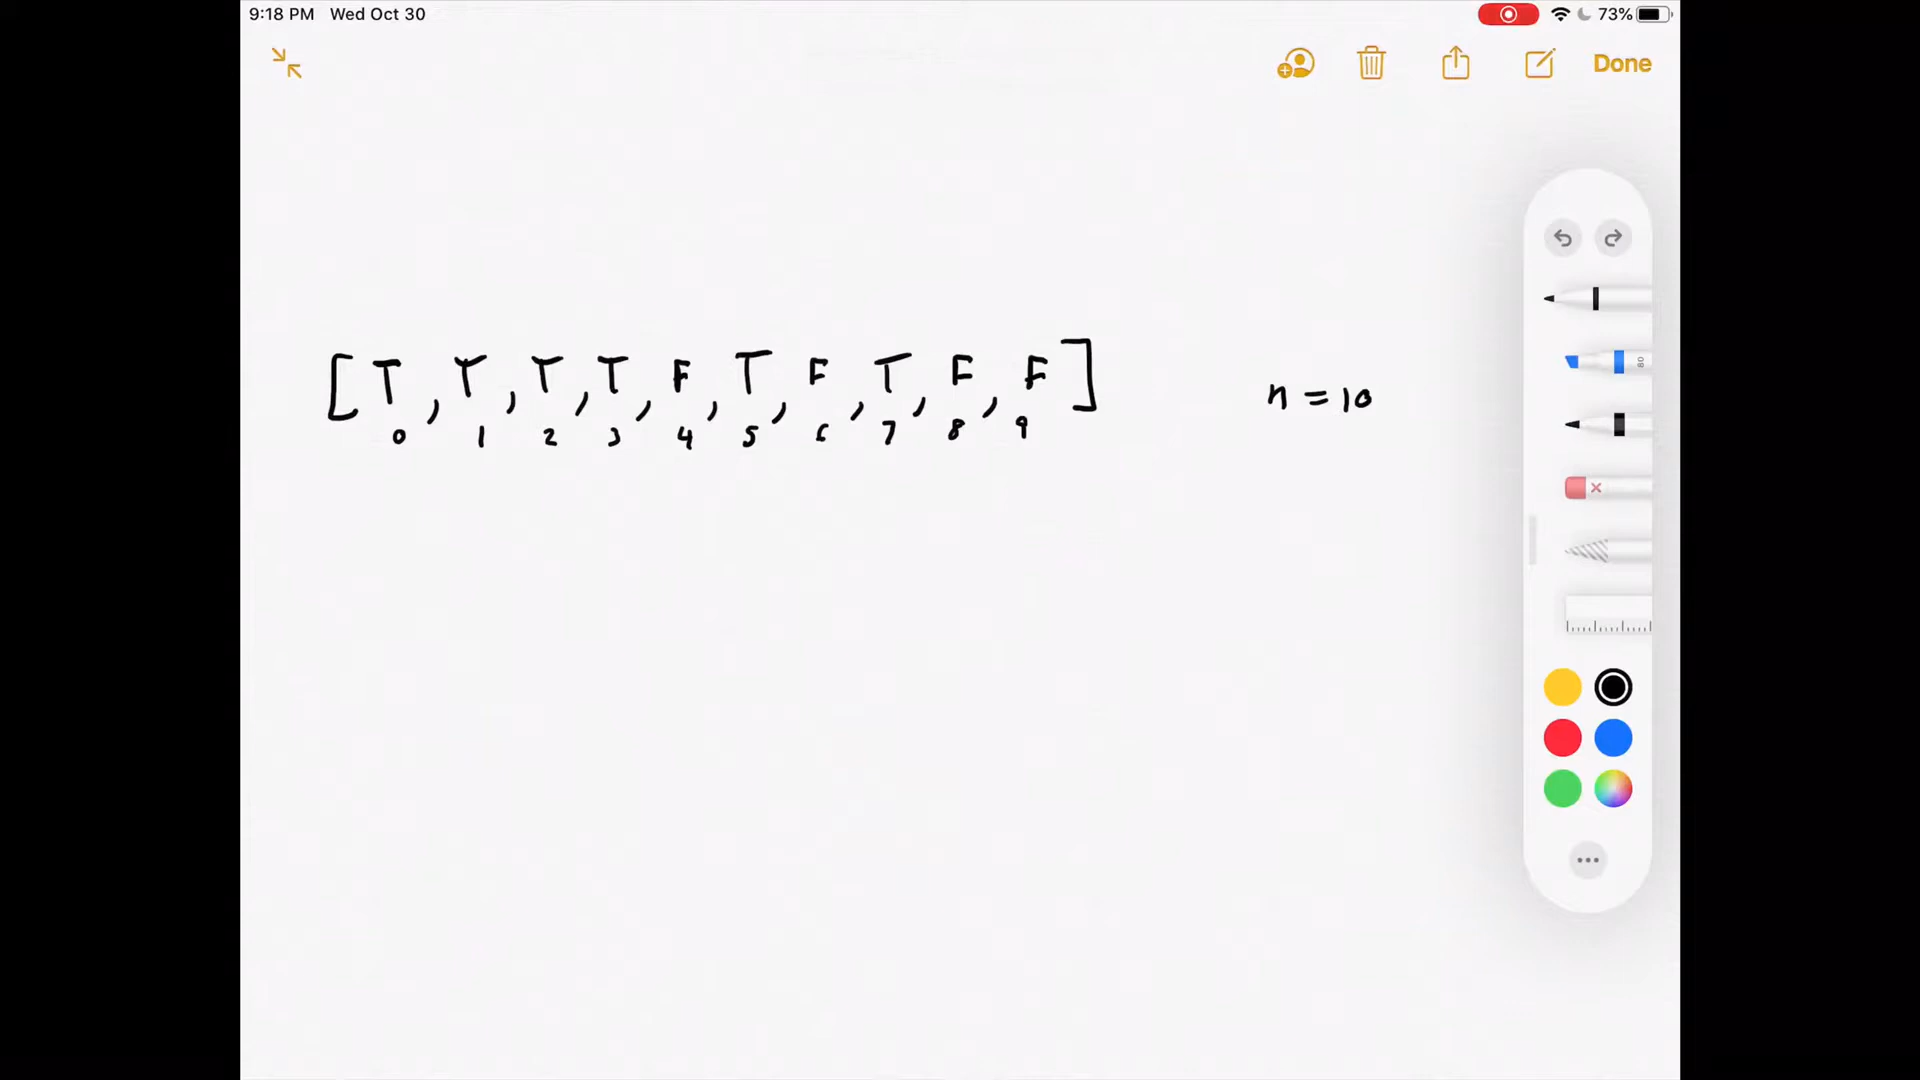 9:18 PM Wed Oct 30
73%
Done
[T, T, T, T, F, T, F, T, F, F]
n = 10
0 1 2 3 4 5 6 7 8 9
80